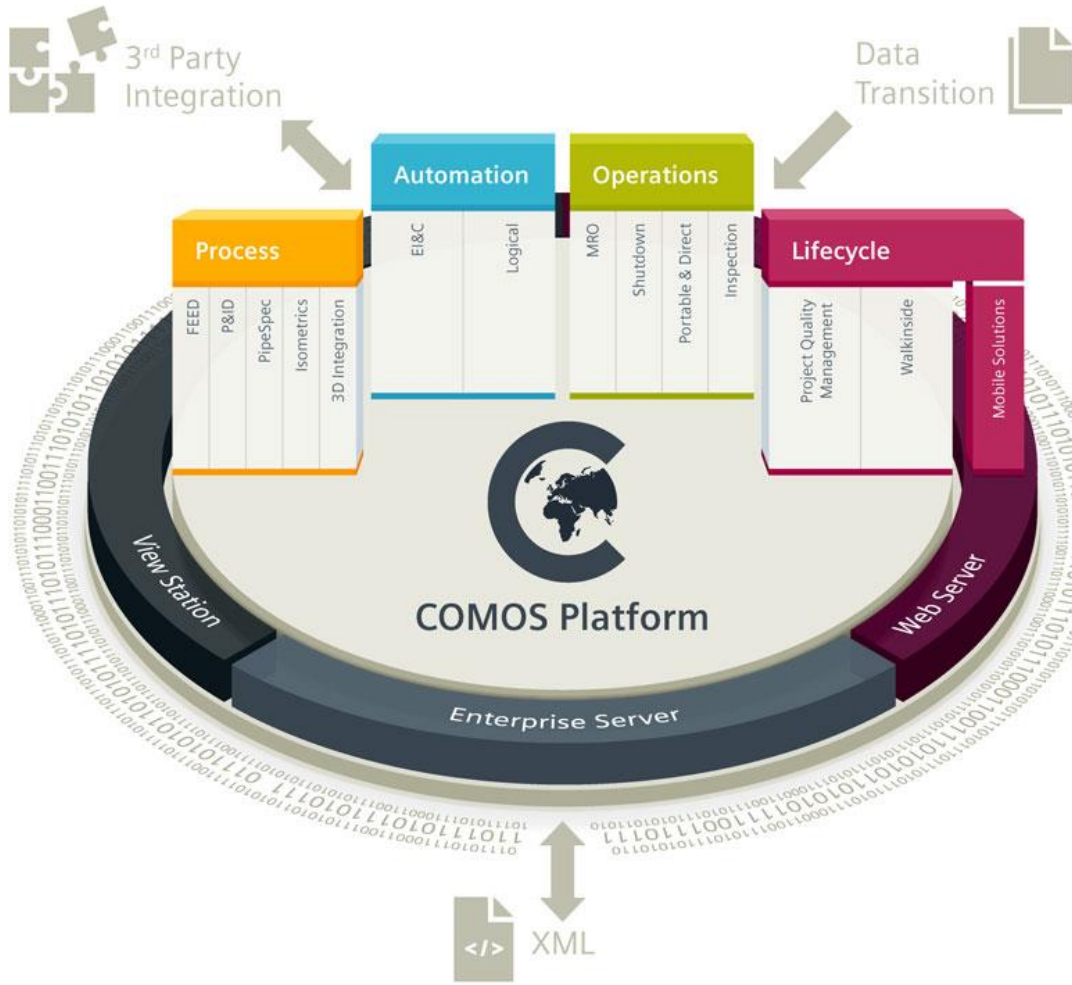 3rd Party
Integration
Data
Transition
Automation
Operations
Process
Lifecycle
FEED
P&ID
PipeSpec
Isometrics
3D Integration
EI&C
Logical
MRO
Shutdown
Portable & Direct
Inspection
Project Quality
Management
Walkinside
Mobile Solutions
COMOS Platform
View Station
Enterprise Server
Web Server
</>
XML